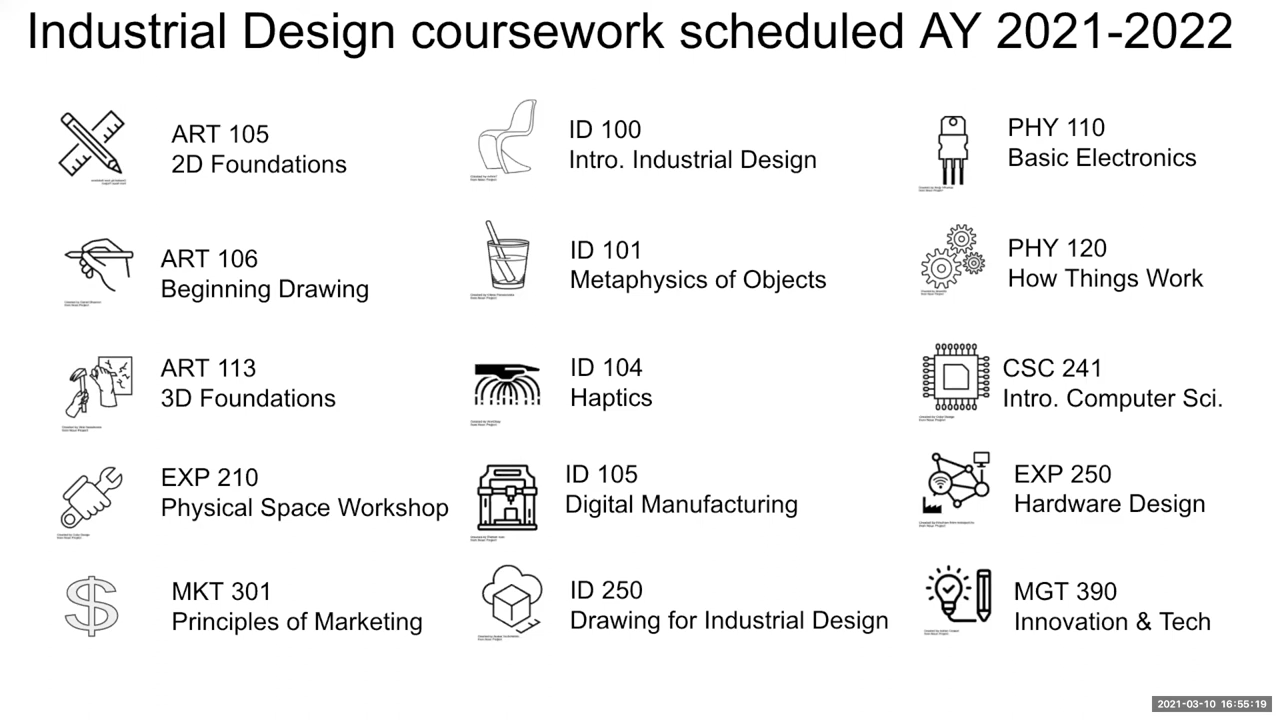 Industrial Design coursework scheduled AY 2021-2022
ART 105
2D Foundations
ID 100
Intro. Industrial Design
PHY 110
Basic Electronics
ART 106
Beginning Drawing
ID 101
Metaphysics of Objects
PHY 120
How Things Work
ART 113
3D Foundations
ID 104
Haptics
CSC 241
Intro. Computer Sci.
EXP 210
Physical Space Workshop
ID 105
Digital Manufacturing
EXP 250
Hardware Design
MKT 301
Principles of Marketing
ID 250
Drawing for Industrial Design
MGT 390
Innovation & Tech
2021-03-10 16:55:19